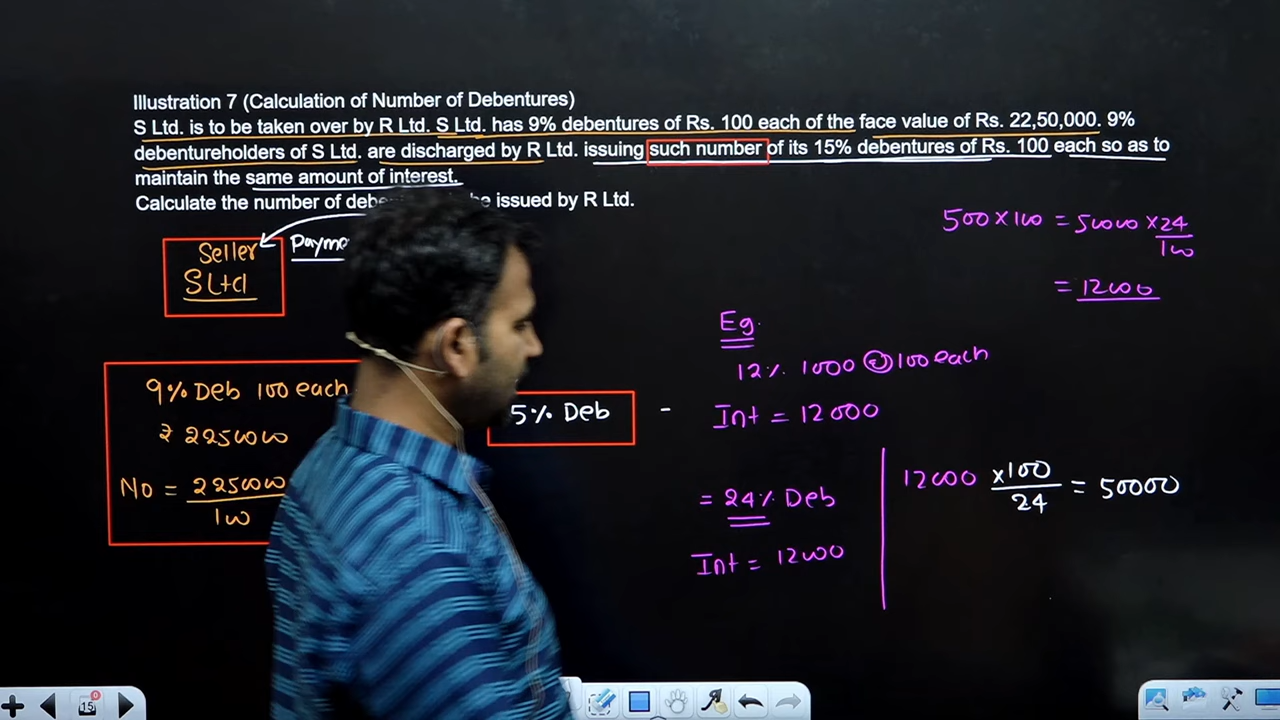 Illustration 7 (Calculation of Number of Debentures)
S Ltd. is to be taken over by R Ltd. S Ltd. has 9% debentures of Rs. 100 each of the face value of Rs. 22,50,000. 9%
debentureholders of S Ltd. are discharged by R Ltd. issuing such number of its 15% debentures of Rs. 100 each so as to
maintain the same amount of interest.
Calculate the number of debe be issued by R Ltd.
Seller
S Ltd
Payme
500 × 100 = 50000 × 24
100
= 12000
Eg.
12% 1000 @ 100 each
Int = 12000
9% Deb 100 each
₹ 2250000
No = 2250000
100
5% Deb -
= 24% Deb
Int = 12000
12000 × 100 = 50000
24
15
0